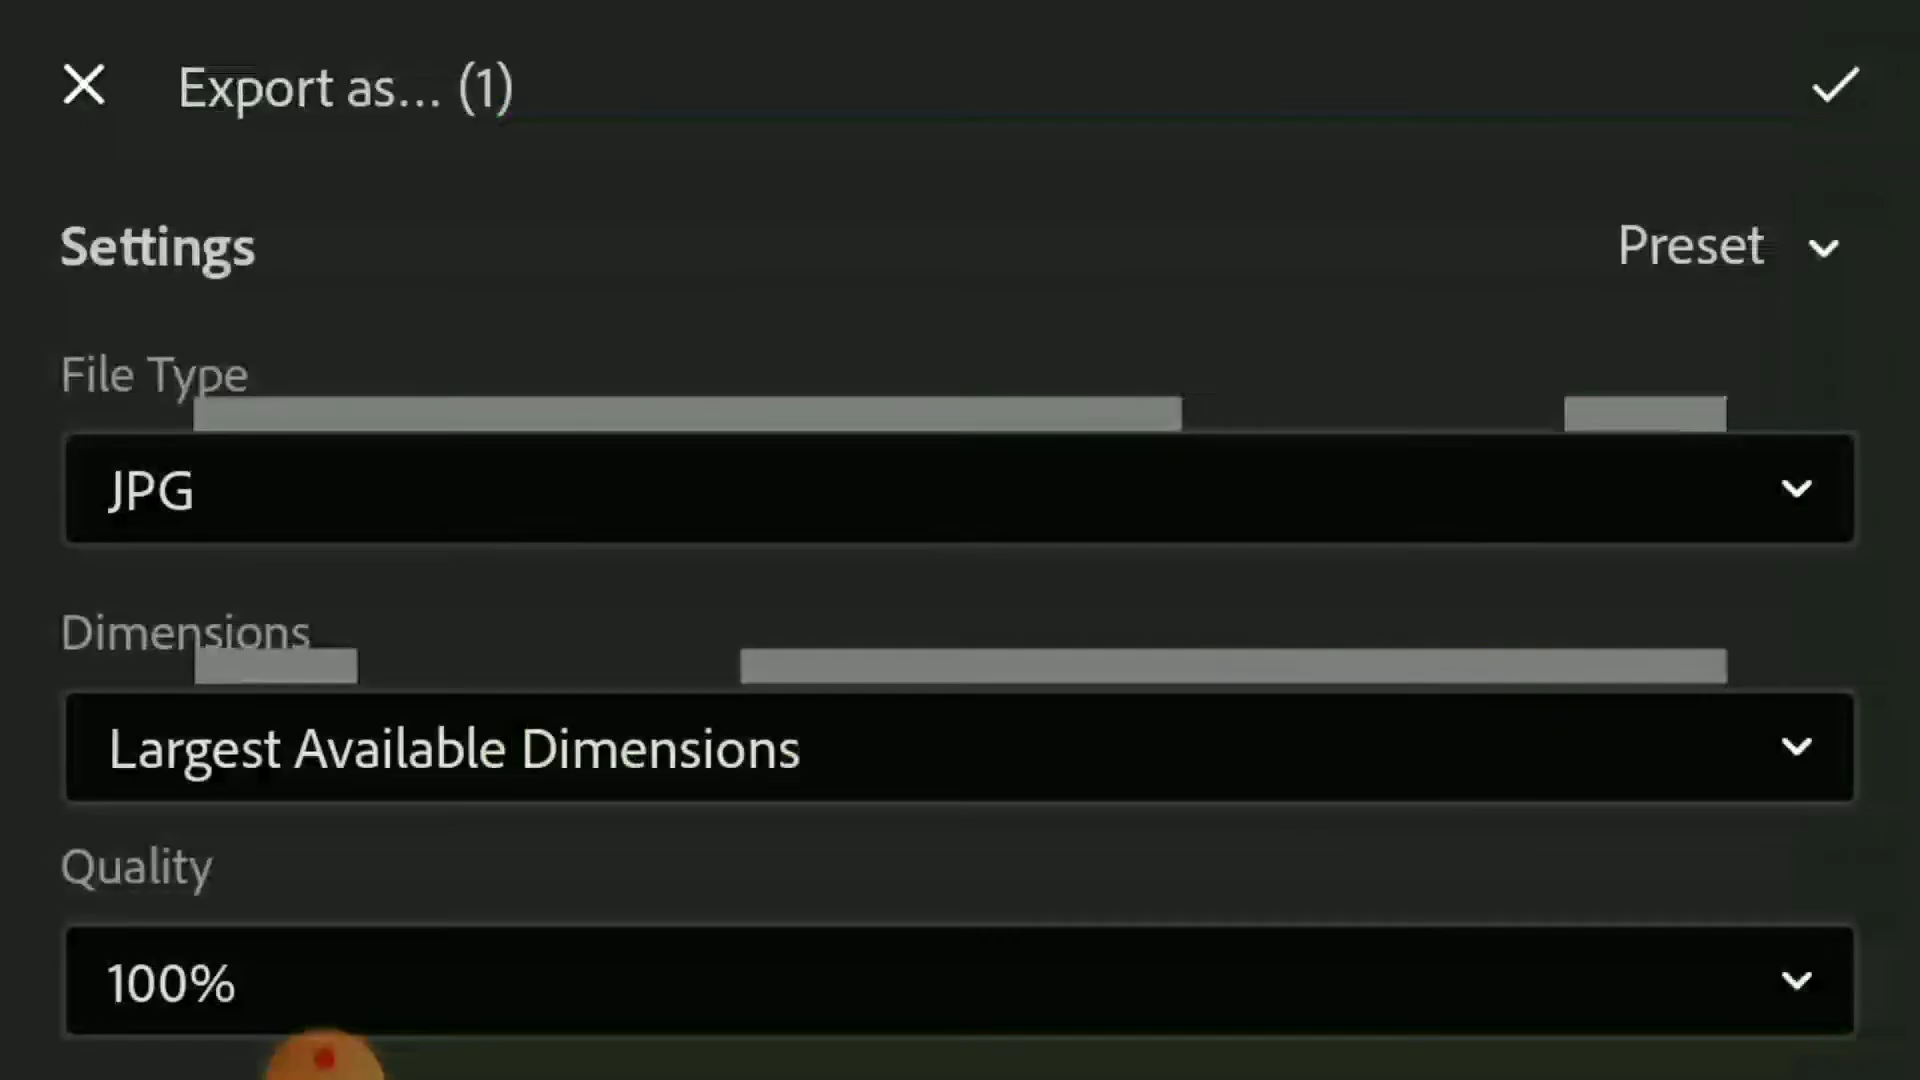 Export as... (1)
Settings
Preset
File Type
JPG
Dimensions
Largest Available Dimensions
Quality
100%